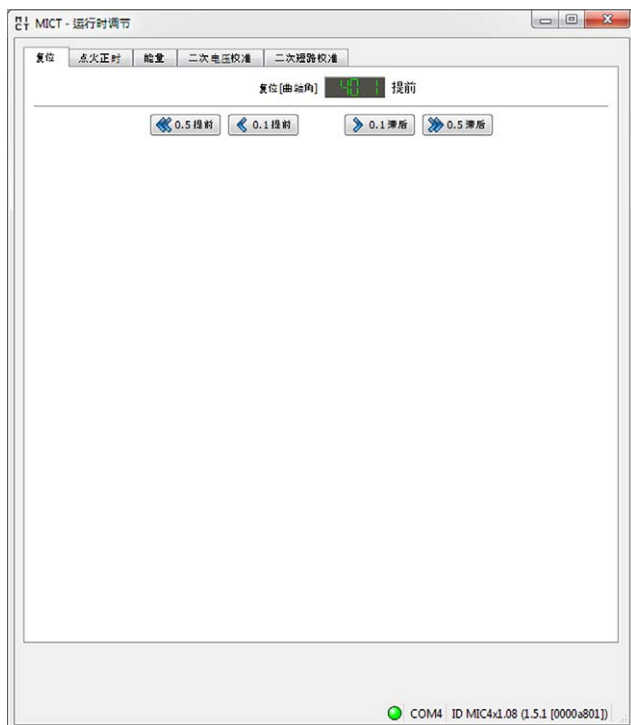 MICT - 运行时调节
复位 点火正时 能量 二次电压校准 二次短路校准
复位[曲轴角] 40.1 提前
0.5提前 0.1提前 0.1滞后 0.5滞后
COM4 ID MIC4x1.08 (1.5.1 [0000a801])